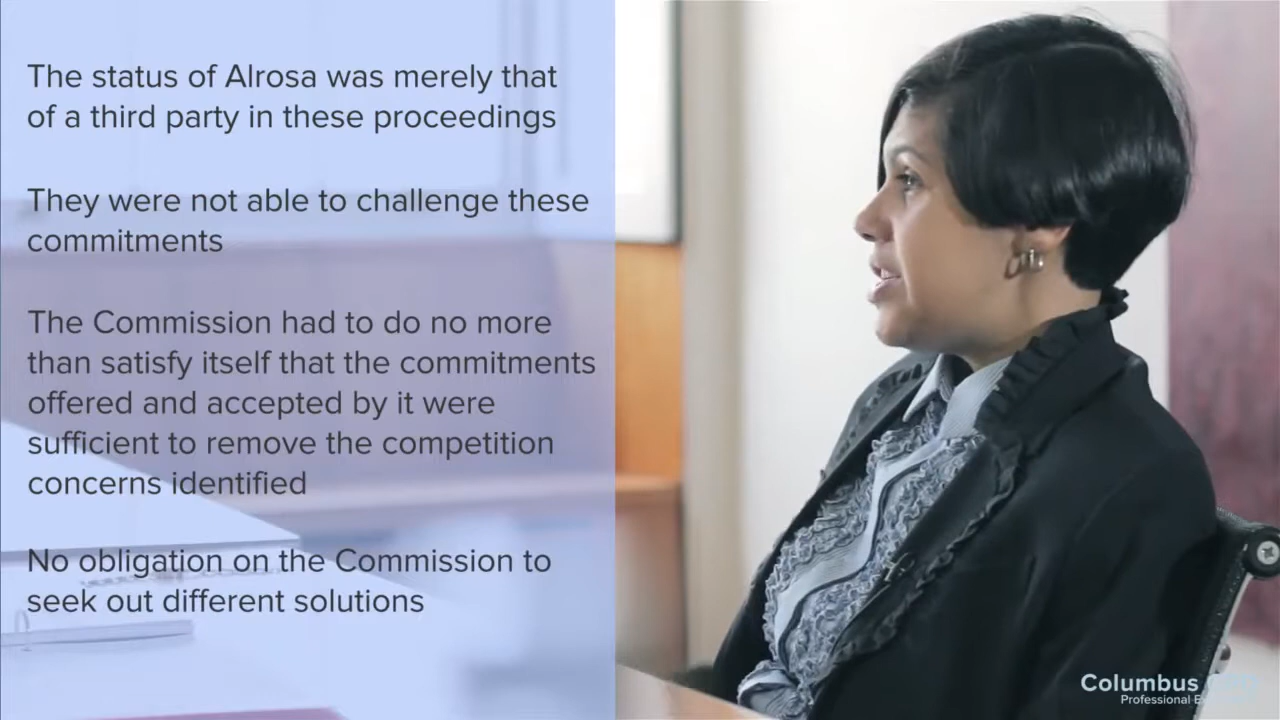 The status of Alrosa was merely that
of a third party in these proceedings
They were not able to challenge these
commitments
The Commission had to do no more
than satisfy itself that the commitments
offered and accepted by it were
sufficient to remove the competition
concerns identified
No obligation on the Commission to
seek out different solutions
Columbus
Professional